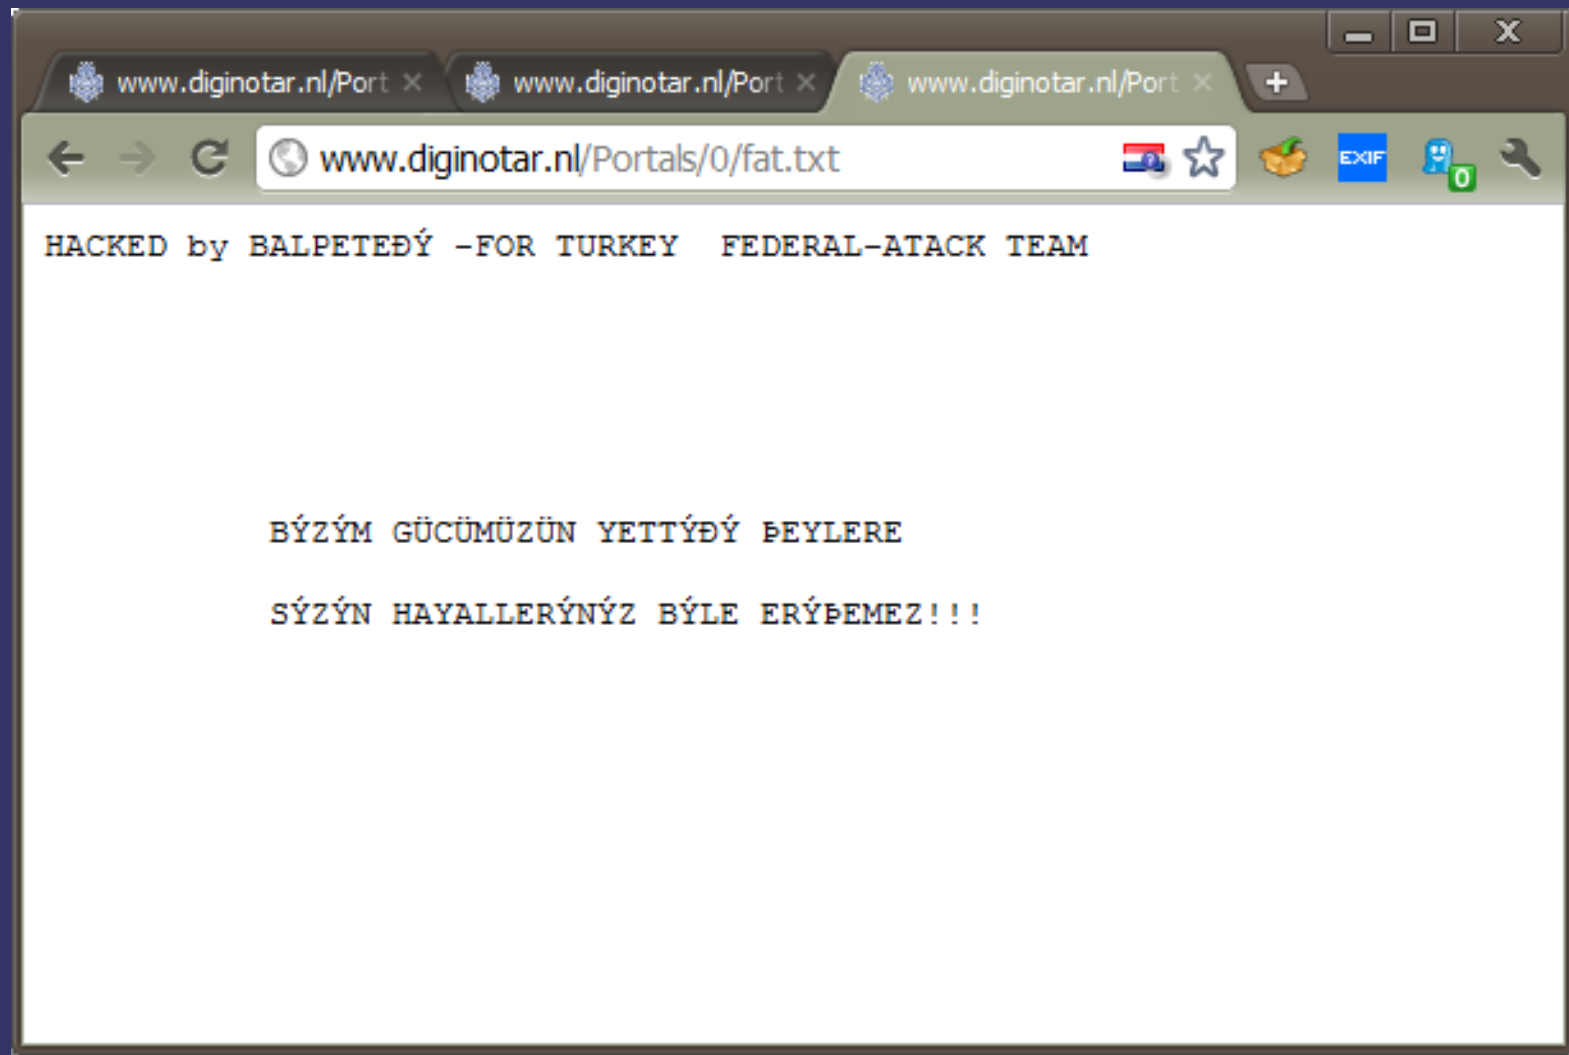 www.diginotar.nl/Port
www.diginotar.nl/Port
www.diginotar.nl/Port
www.diginotar.nl/Portals/0/fat.txt
EXIF
0
HACKED by BALPETEÐÝ -FOR TURKEY  FEDERAL-ATACK TEAM
BÝZÝM GÜCÜMÜZÜN YETTÝÐÝ ÞEYLERE
SÝZÝN HAYALLERÝNÝZ BÝLE ERÝÞEMEZ!!!